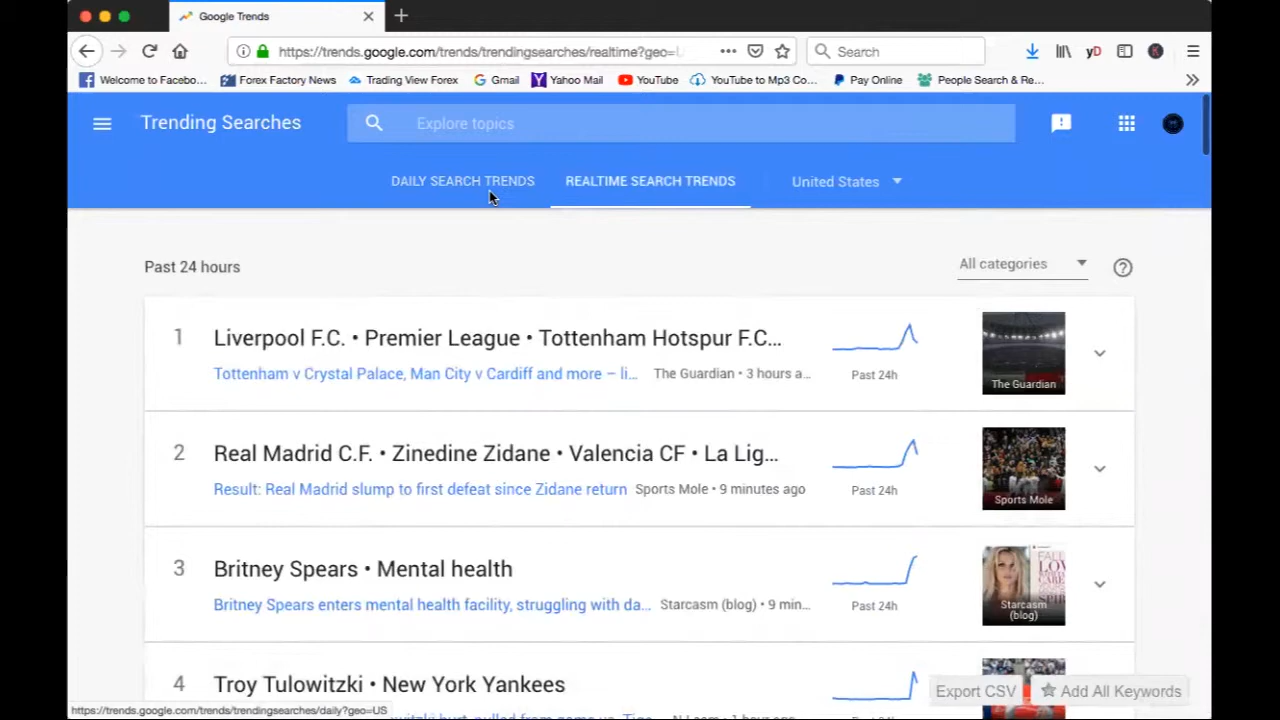 Google Trends
https://trends.google.com/trends/trendingsearches/realtime?geo=
Search
yD
K
Welcome to Facebo...
Forex Factory News
Trading View Forex
Gmail
Yahoo Mail
YouTube
YouTube to Mp3 Co...
Pay Online
People Search & Re...
Trending Searches
Explore topics
DAILY SEARCH TRENDS
REALTIME SEARCH TRENDS
United States
Past 24 hours
All categories
1
Liverpool F.C. • Premier League • Tottenham Hotspur F.C...
Tottenham v Crystal Palace, Man City v Cardiff and more – li... The Guardian • 3 hours a...
Past 24h
The Guardian
2
Real Madrid C.F. • Zinedine Zidane • Valencia CF • La Lig...
Result: Real Madrid slump to first defeat since Zidane return Sports Mole • 9 minutes ago
Past 24h
Sports Mole
3
Britney Spears • Mental health
Britney Spears enters mental health facility, struggling with da... Starcasm (blog) • 9 min...
Past 24h
Starcasm
(blog)
4
Troy Tulowitzki • New York Yankees
Export CSV
Add All Keywords
https://trends.google.com/trends/trendingsearches/daily?geo=US